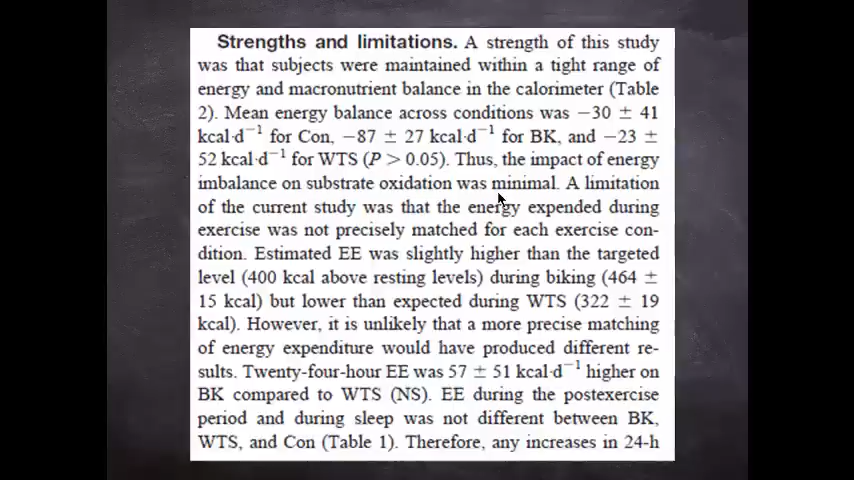 Strengths and limitations. A strength of this study
was that subjects were maintained within a tight range of
energy and macronutrient balance in the calorimeter (Table
2). Mean energy balance across conditions was −30 ± 41
kcal·d⁻¹ for Con, −87 ± 27 kcal·d⁻¹ for BK, and −23 ±
52 kcal·d⁻¹ for WTS (P > 0.05). Thus, the impact of energy
imbalance on substrate oxidation was minimal. A limitation
of the current study was that the energy expended during
exercise was not precisely matched for each exercise con-
dition. Estimated EE was slightly higher than the targeted
level (400 kcal above resting levels) during biking (464 ±
15 kcal) but lower than expected during WTS (322 ± 19
kcal). However, it is unlikely that a more precise matching
of energy expenditure would have produced different re-
sults. Twenty-four-hour EE was 57 ± 51 kcal·d⁻¹ higher on
BK compared to WTS (NS). EE during the postexercise
period and during sleep was not different between BK,
WTS, and Con (Table 1). Therefore, any increases in 24-h